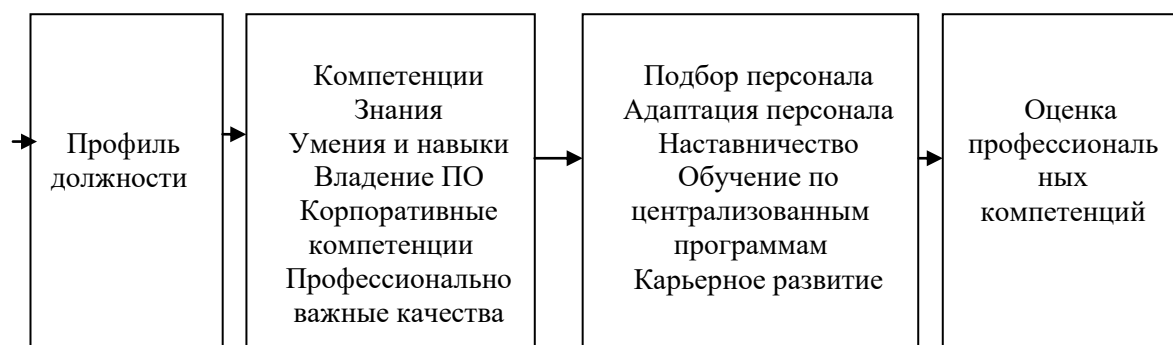 Профиль
должности
Компетенции
Знания
Умения и навыки
Владение ПО
Корпоративные
компетенции
Профессионально
важные качества
Подбор персонала
Адаптация персонала
Наставничество
Обучение по
централизованным
программам
Карьерное развитие
Оценка
профессиональ
ных
компетенций